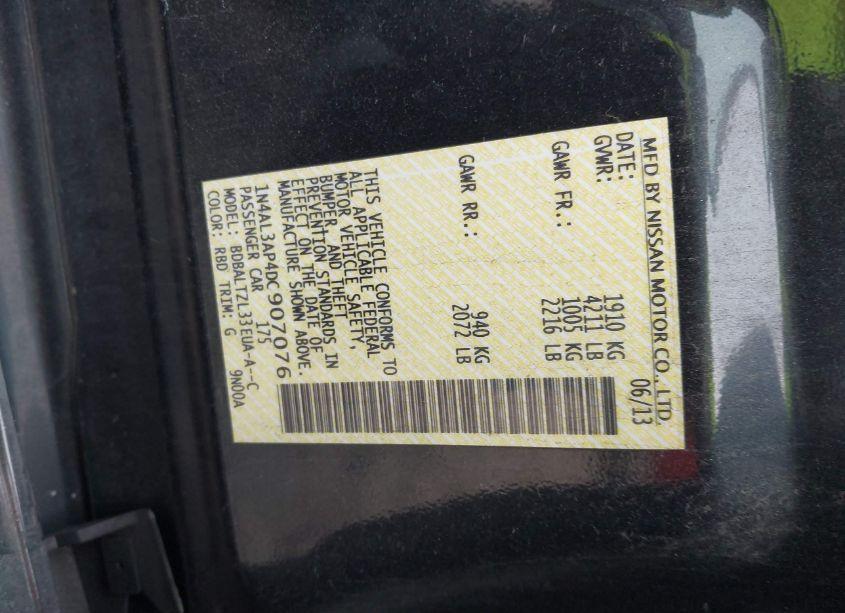 MFD BY NISSAN MOTOR CO., LTD.
DATE: 06/13
GVWR: 1910 KG
4211 LB
GAWR FR.: 1005 KG
2216 LB
GAWR RR.: 940 KG
2072 LB
THIS VEHICLE CONFORMS TO
ALL APPLICABLE FEDERAL
MOTOR VEHICLE SAFETY,
BUMPER, AND THEFT
PREVENTION STANDARDS IN
EFFECT ON THE DATE OF
MANUFACTURE SHOWN ABOVE.
1N4AL3AP4DC907076
PASSENGER CAR 175
MODEL: BDBALTZL33EUA-A--C
COLOR: RBD TRIM: G 9N00A